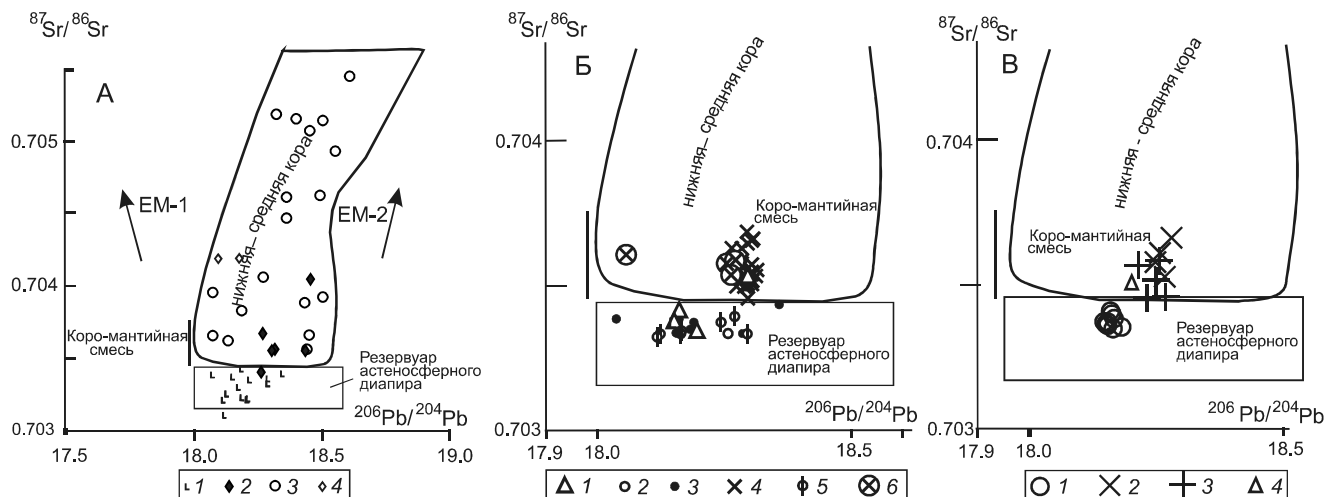 87Sr/86Sr
А
0.705
нижняя– средняя кора
EM-1
EM-2
0.704
Коро-мантийная
смесь
Резервуар
астеносферного
диапира
206Pb/204Pb
0.703
17.5
18.0
18.5
19.0
1
2
3
4
87Sr/86Sr
Б
нижняя– средняя кора
0.704
Коро-мантийная
смесь
Резервуар
астеносферного
диапира
206Pb/204Pb
0.703
17.9
18.0
18.5
1
2
3
4
5
6
87Sr/86Sr
В
нижняя - средняя кора
0.704
Коро-мантийная
смесь
Резервуар
астеносферного
диапира
206Pb/204Pb
0.703
17.9
18.0
18.5
1
2
3
4